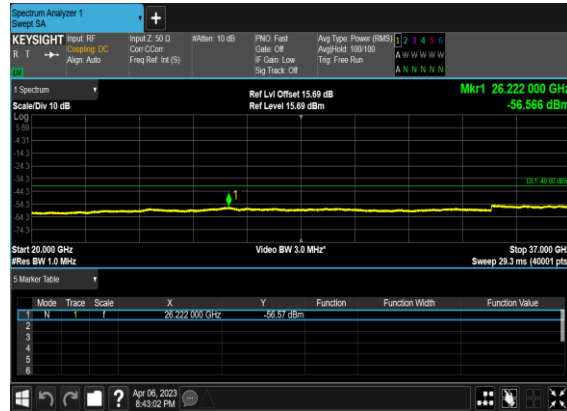 Spectrum Analyzer 1
Swept SA
+
KEYSIGHT Input: RF Input Z: 50 Ω #Atten: 10 dB PNO: Fast Avg Type: Power (RMS) 1 2 3 4 5 6
R T Coupling: DC Corr CCorr Gate: Off Avg|Hold: 100/100 A W W W W W
Align: Auto Freq Ref: Int (S) IF Gain: Low Trig: Free Run
LXI Sig Track: Off A N N N N N
1 Spectrum Ref Lvl Offset 15.69 dB Mkr1 26.222 000 GHz
Scale/Div 10 dB Ref Level 15.69 dBm -56.566 dBm
Log
5.69
-4.31
-14.3
-24.3
-34.3
DL1 -40.00 dBm
-44.3
1
-54.3
-64.3
-74.3
Start 20.000 GHz Video BW 3.0 MHz* Stop 37.000 GHz
#Res BW 1.0 MHz Sweep 29.3 ms (40001 pts)
5 Marker Table
Mode Trace Scale X Y Function Function Width Function Value
1 N 1 f 26.222 000 GHz -56.57 dBm
2
3
4
5
6
? Apr 06, 2023
8:43:02 PM